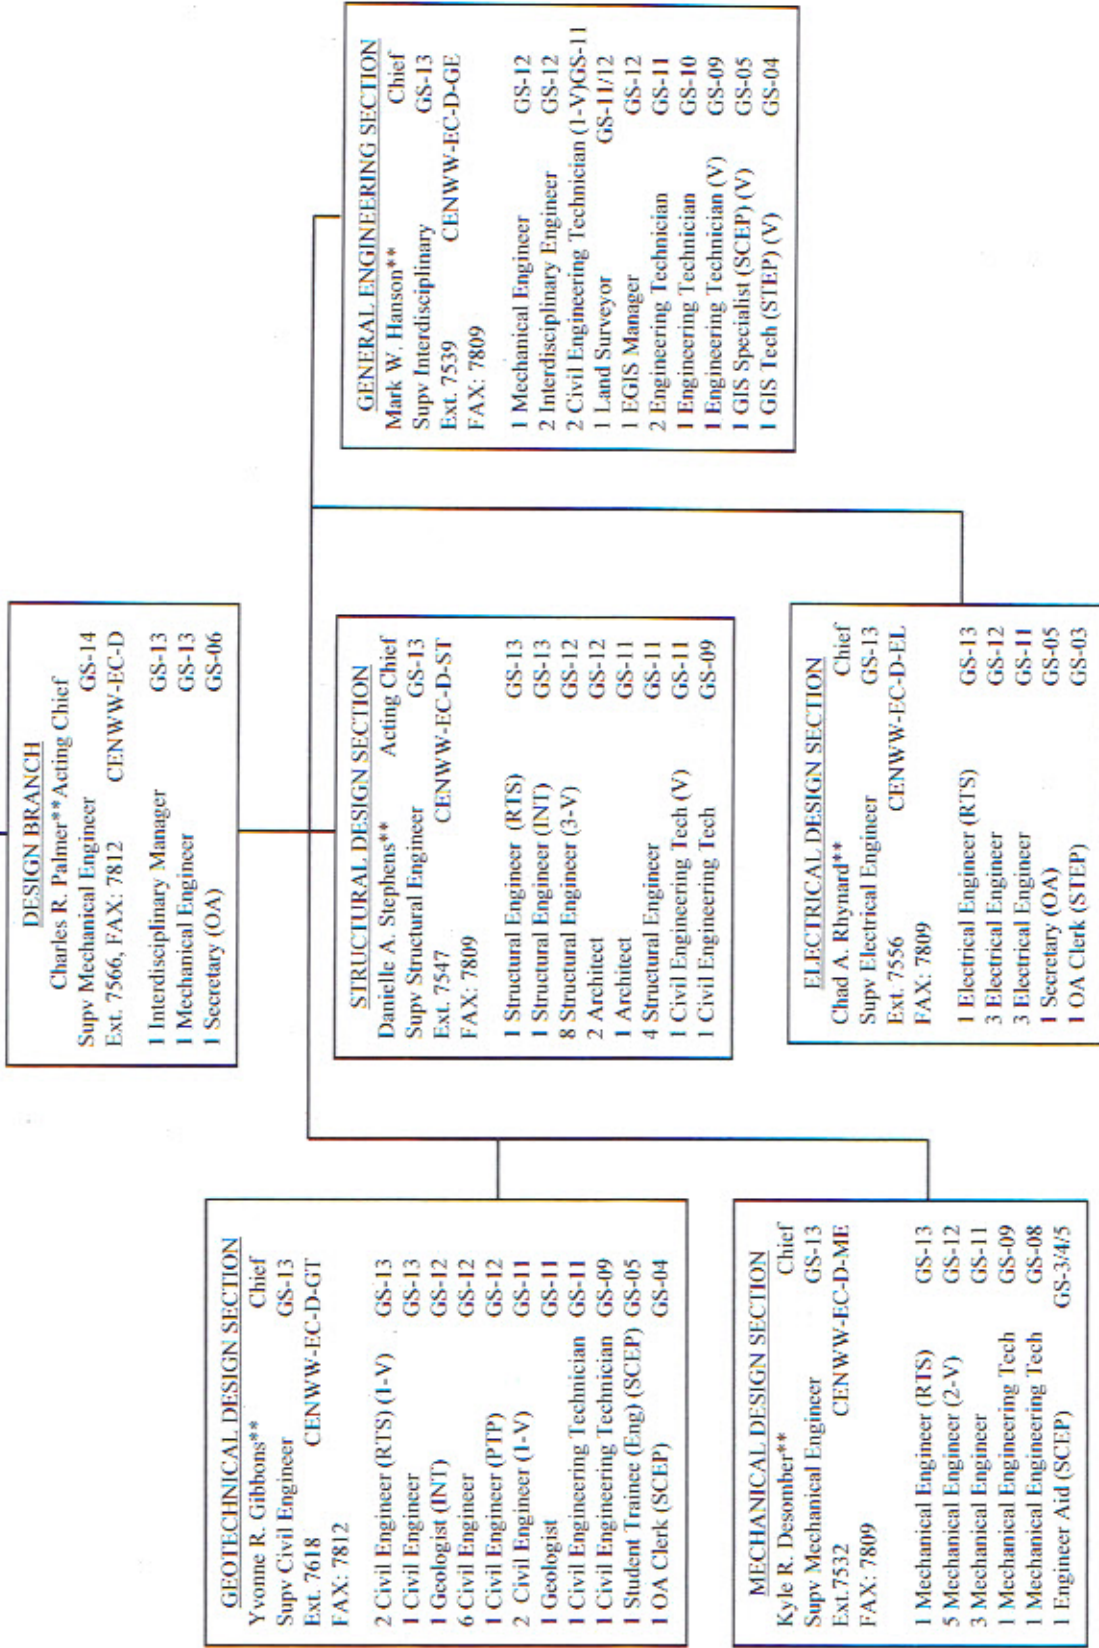 DESIGN BRANCH
Charles R. Palmer** Acting Chief
Supv Mechanical Engineer GS-14
Ext. 7566, FAX: 7812 CENWW-EC-D
1 Interdisciplinary Manager GS-13
1 Mechanical Engineer GS-13
1 Secretary (OA) GS-06
GEOTECHNICAL DESIGN SECTION
Yvonne R. Gibbons** Chief
Supv Civil Engineer GS-13
Ext. 7618 CENWW-EC-D-GT
FAX: 7812
2 Civil Engineer (RTS) (1-V) GS-13
1 Civil Engineer GS-13
1 Geologist (INT) GS-12
6 Civil Engineer GS-12
1 Civil Engineer (PTP) GS-12
2 Civil Engineer (1-V) GS-11
1 Geologist GS-11
1 Civil Engineering Technician GS-11
1 Civil Engineering Technician GS-09
1 Student Trainee (Eng) (SCEP) GS-05
1 OA Clerk (SCEP) GS-04
STRUCTURAL DESIGN SECTION
Danielle A. Stephens** Acting Chief
Supv Structural Engineer GS-13
Ext. 7547 CENWW-EC-D-ST
FAX: 7809
1 Structural Engineer (RTS) GS-13
1 Structural Engineer (INT) GS-13
8 Structural Engineer (3-V) GS-12
2 Architect GS-12
1 Architect GS-11
4 Structural Engineer GS-11
1 Civil Engineering Tech (V) GS-11
1 Civil Engineering Tech GS-09
GENERAL ENGINEERING SECTION
Mark W. Hanson** Chief
Supv Interdisciplinary GS-13
Ext. 7539 CENWW-EC-D-GE
FAX: 7809
1 Mechanical Engineer GS-12
2 Interdisciplinary Engineer GS-12
2 Civil Engineering Technician (1-V)GS-11
1 Land Surveyor GS-11/12
1 EGIS Manager GS-12
2 Engineering Technician GS-11
1 Engineering Technician GS-10
1 Engineering Technician (V) GS-09
1 GIS Specialist (SCEP) (V) GS-05
1 GIS Tech (STEP) (V) GS-04
MECHANICAL DESIGN SECTION
Kyle R. Desomber** Chief
Supv Mechanical Engineer GS-13
Ext.7532 CENWW-EC-D-ME
FAX: 7809
1 Mechanical Engineer (RTS) GS-13
5 Mechanical Engineer (2-V) GS-12
3 Mechanical Engineer GS-11
1 Mechanical Engineering Tech GS-09
1 Mechanical Engineering Tech GS-08
1 Engineer Aid (SCEP) GS-3/4/5
ELECTRICAL DESIGN SECTION
Chad A. Rhynard** Chief
Supv Electrical Engineer GS-13
Ext. 7556 CENWW-EC-D-EL
FAX: 7809
1 Electrical Engineer (RTS) GS-13
3 Electrical Engineer GS-12
3 Electrical Engineer GS-11
1 Secretary (OA) GS-05
1 OA Clerk (STEP) GS-03